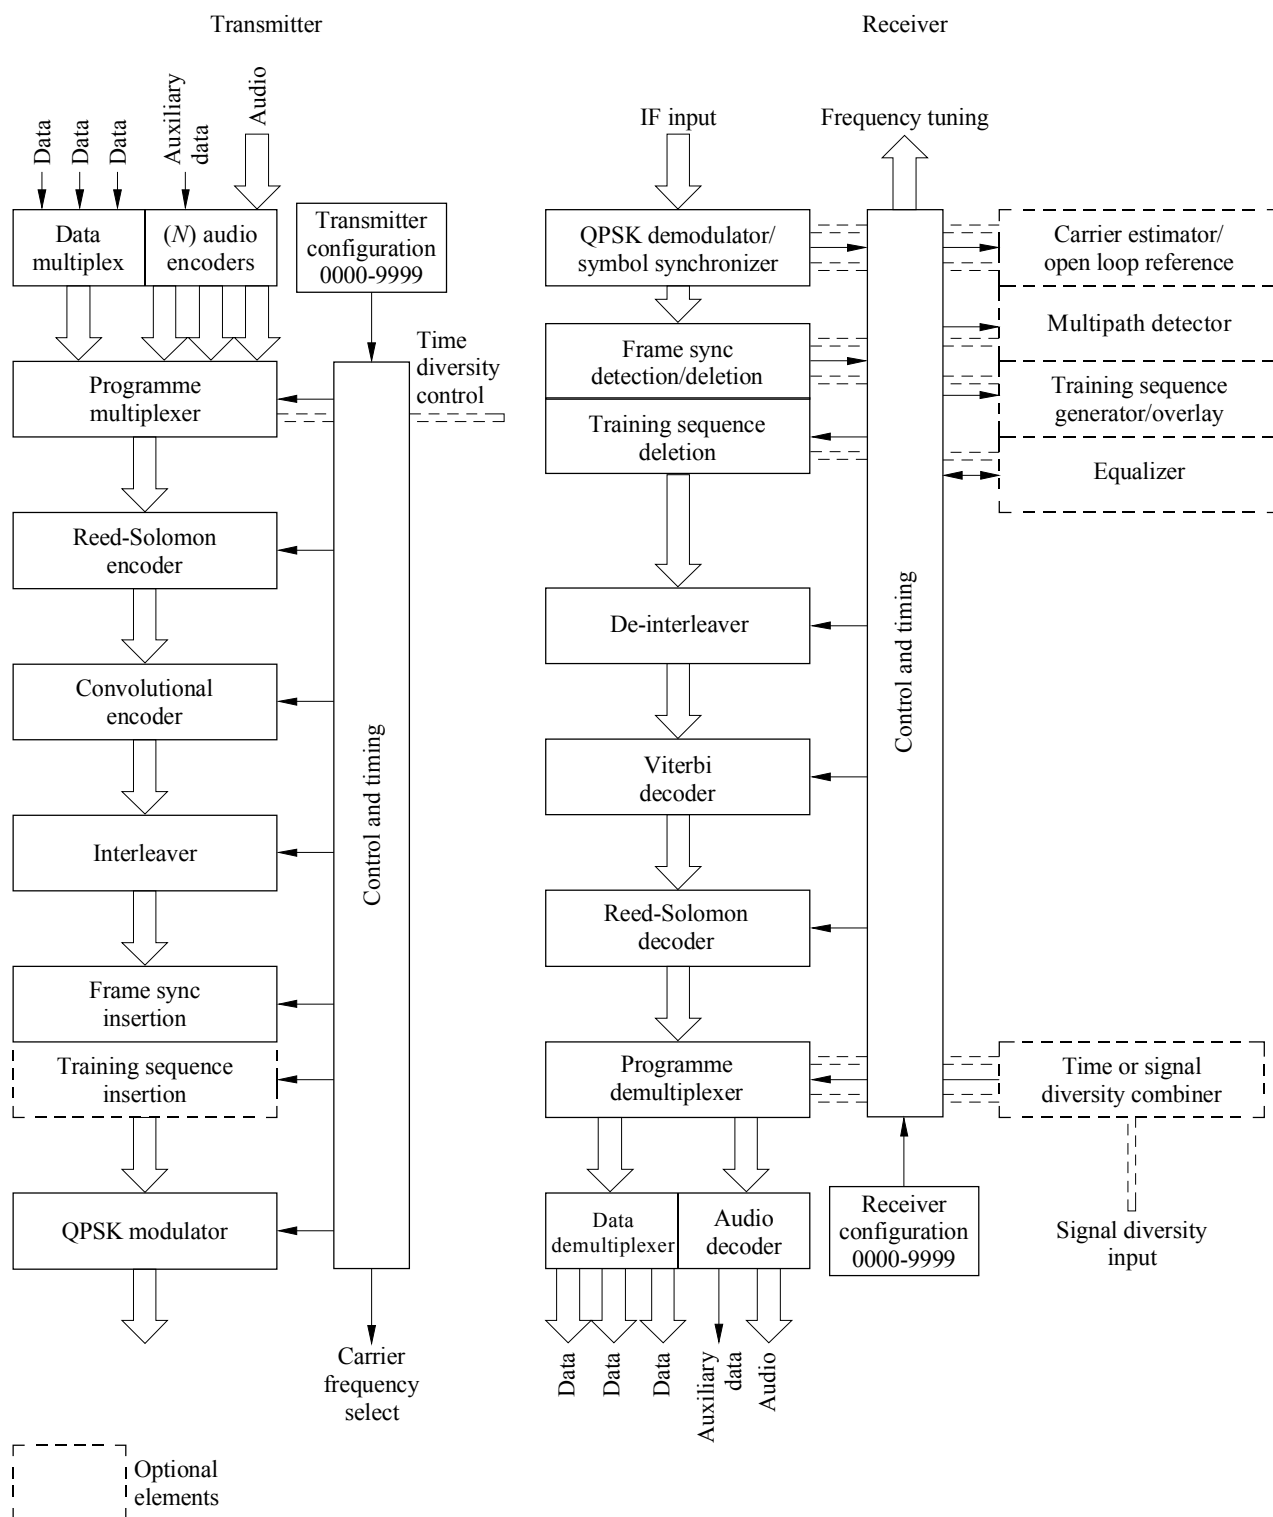 Transmitter
Data
Data
Data
Auxiliary
data
Audio
Data
multiplex
(N) audio
encoders
Transmitter
configuration
0000-9999
Time
diversity
control
Programme
multiplexer
Reed-Solomon
encoder
Convolutional
encoder
Interleaver
Frame sync
insertion
Training sequence
insertion
QPSK modulator
Control and timing
Carrier
frequency
select
Optional
elements
Receiver
IF input
Frequency tuning
QPSK demodulator/
symbol synchronizer
Frame sync
detection/deletion
Training sequence
deletion
De-interleaver
Viterbi
decoder
Reed-Solomon
decoder
Programme
demultiplexer
Data
demultiplexer
Audio
decoder
Data
Data
Data
Auxiliary
data
Audio
Control and timing
Receiver
configuration
0000-9999
Carrier estimator/
open loop reference
Multipath detector
Training sequence
generator/overlay
Equalizer
Time or signal
diversity combiner
Signal diversity
input